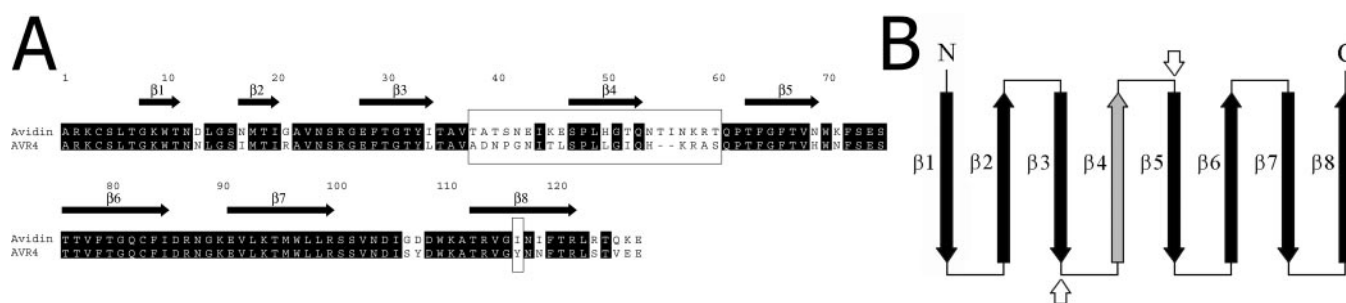 A
1 10 20 30 40 50 60 70
β1 β2 β3 β4 β5
Avidin ARKCSLTGKWTNDLGSNMTIGAVNSRGEFTGTYITAVTATSNEIKESPLHGTQNTINKRTQPTFGFTVNWKFSES
AVR4 ARKCSLTGKWTNNLGSIMTIRAVNSRGEFTGTYLTAVADNPGNITLSPLLGIQH--KRASQPTFGFTVHWNFSES
80 90 100 110 120
β6 β7 β8
Avidin TTVFTGQCFIDRNGKEVLKTMWLLRSSVNDIGDDWKATRVGINIFTRLRTQKE
AVR4 TTVFTGQCFIDRNGKEVLKTMWLLRSSVNDISYDWKATRVGYNNFTRLSTVEE
B
N
β1 β2 β3 β4 β5 β6 β7 β8